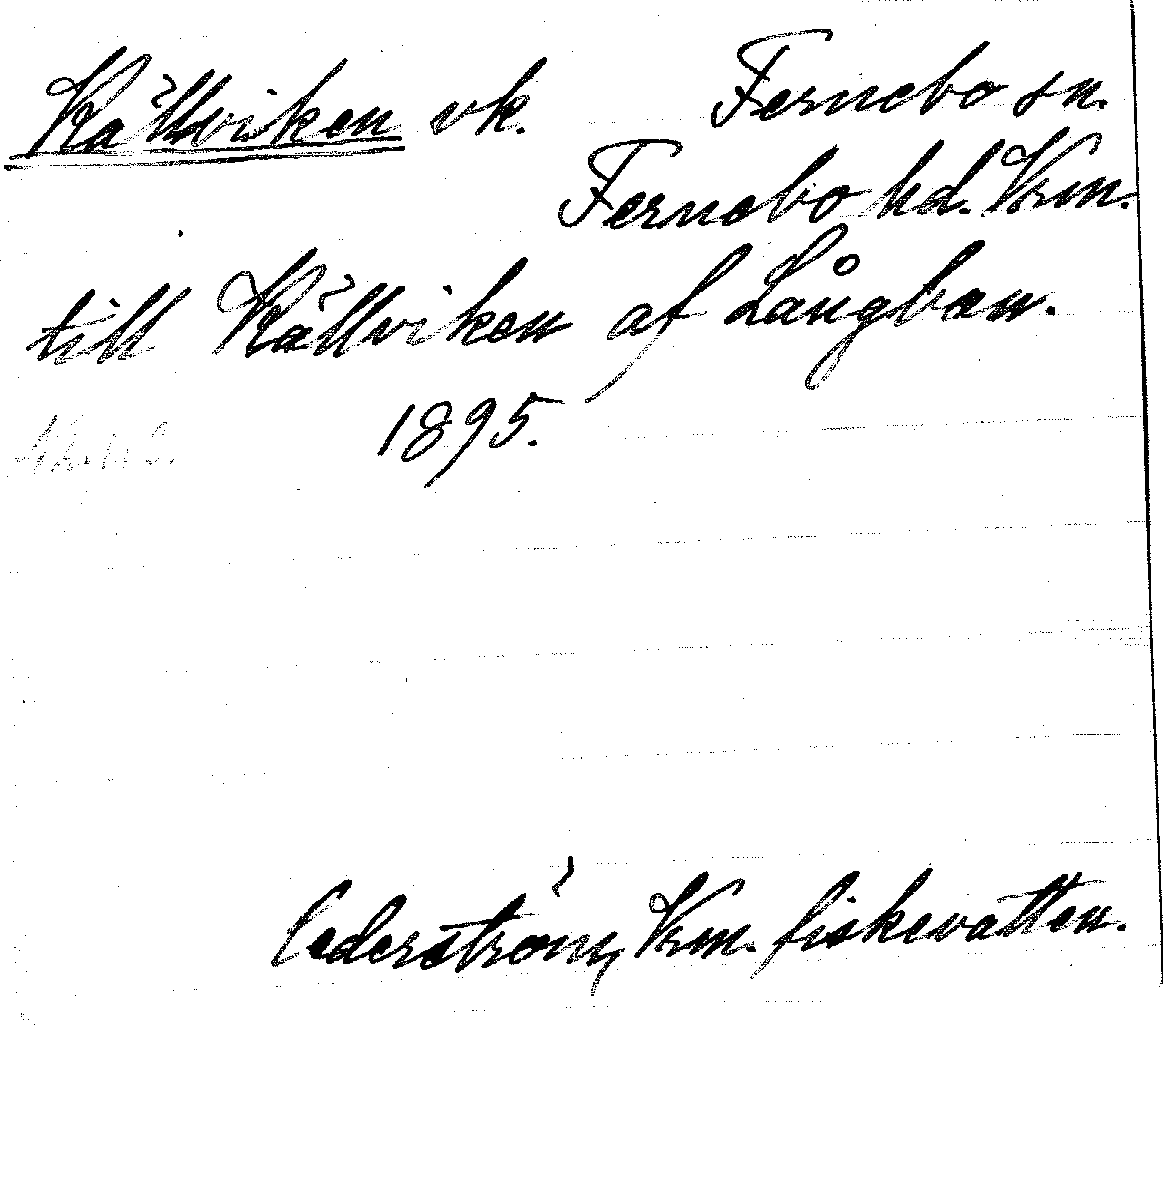 Källviken vk. Fernebo sn.
Fernebo hd. Vrm.
till Källviken af Långban.
1895.
Cederström, Vrm. fiskevatten.